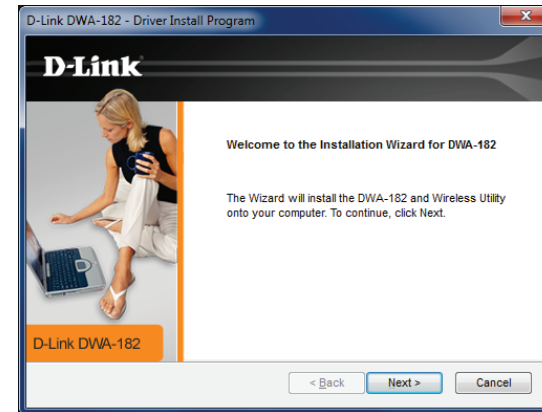 D-Link DWA-182 - Driver Install Program
D-Link
Welcome to the Installation Wizard for DWA-182
The Wizard will install the DWA-182 and Wireless Utility
onto your computer. To continue, click Next.
D-Link DWA-182
< Back
Next >
Cancel